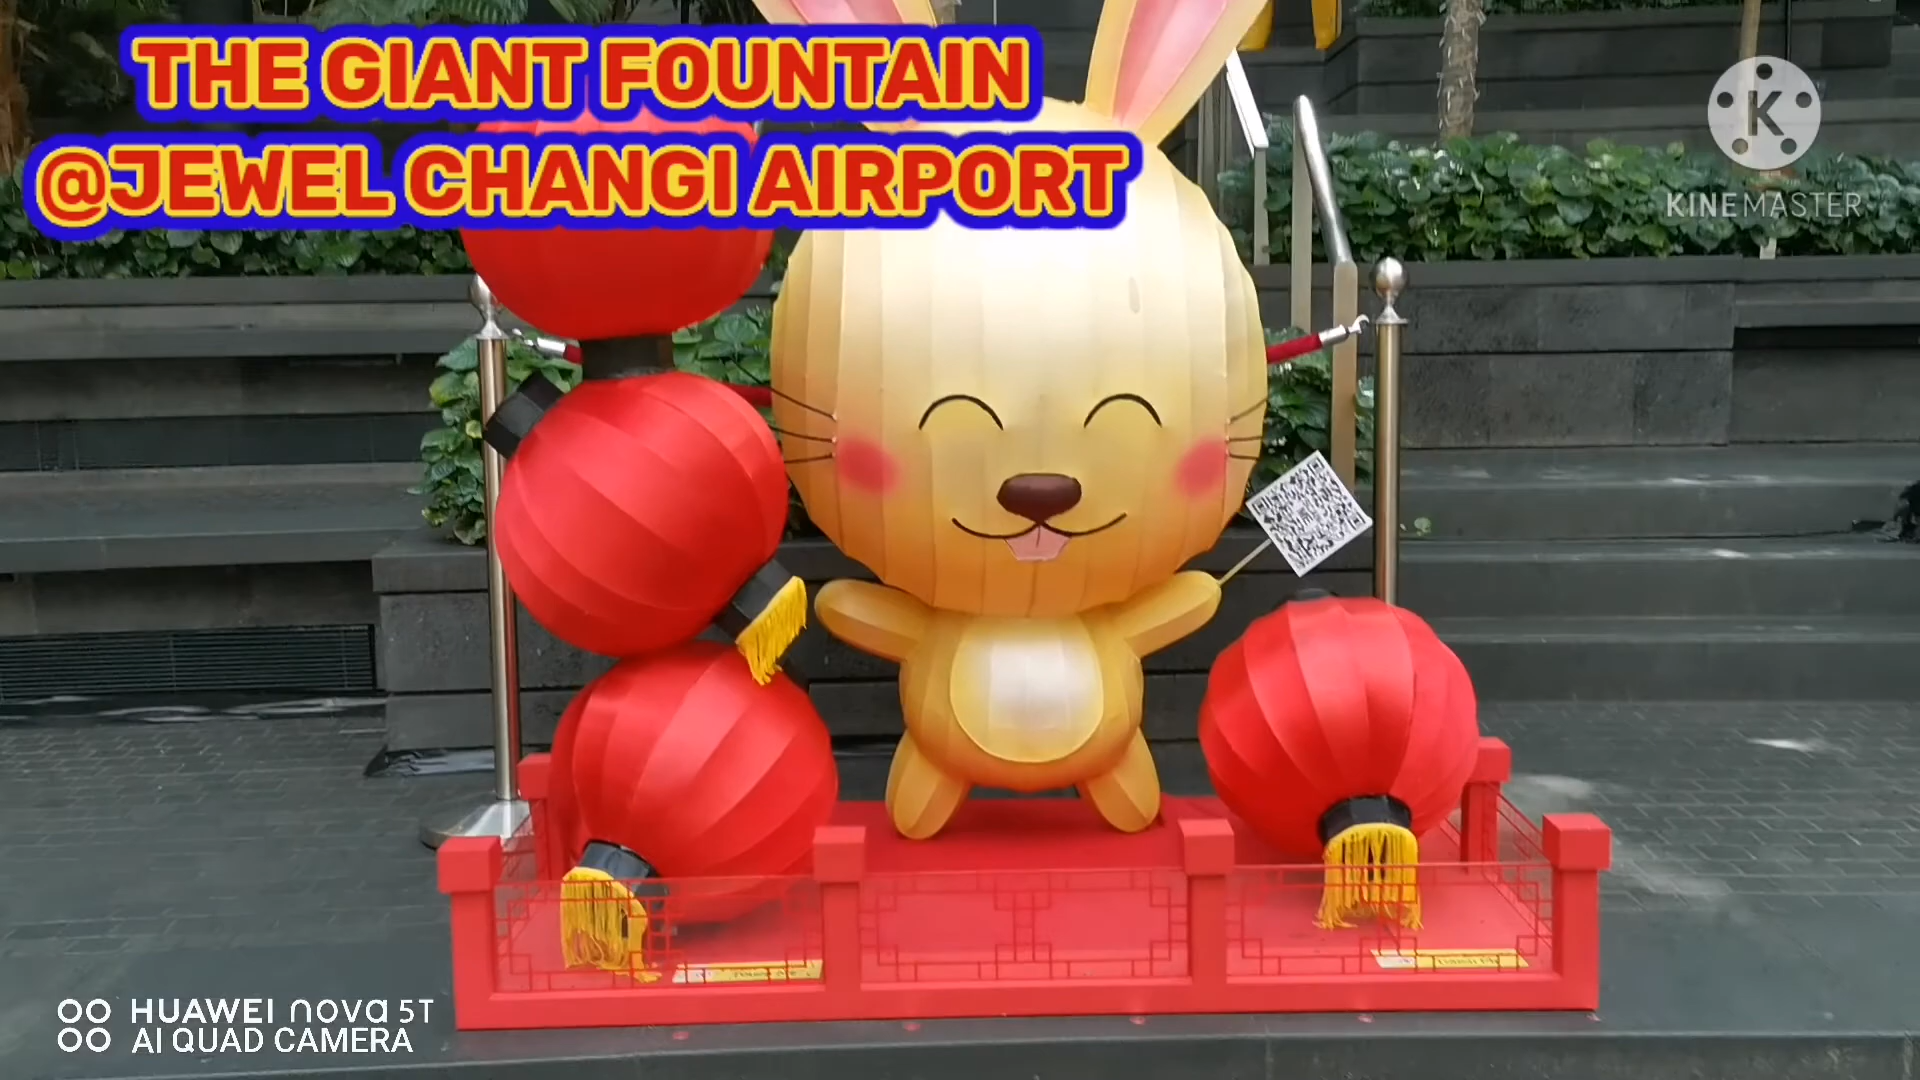 THE GIANT FOUNTAIN
@JEWEL CHANGI AIRPORT
K
KINEMASTER
HUAWEI nova 5T
AI QUAD CAMERA